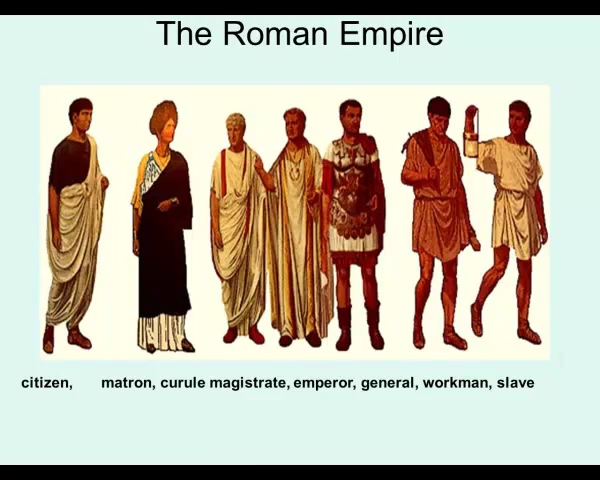 The Roman Empire
citizen, matron, curule magistrate, emperor, general, workman, slave